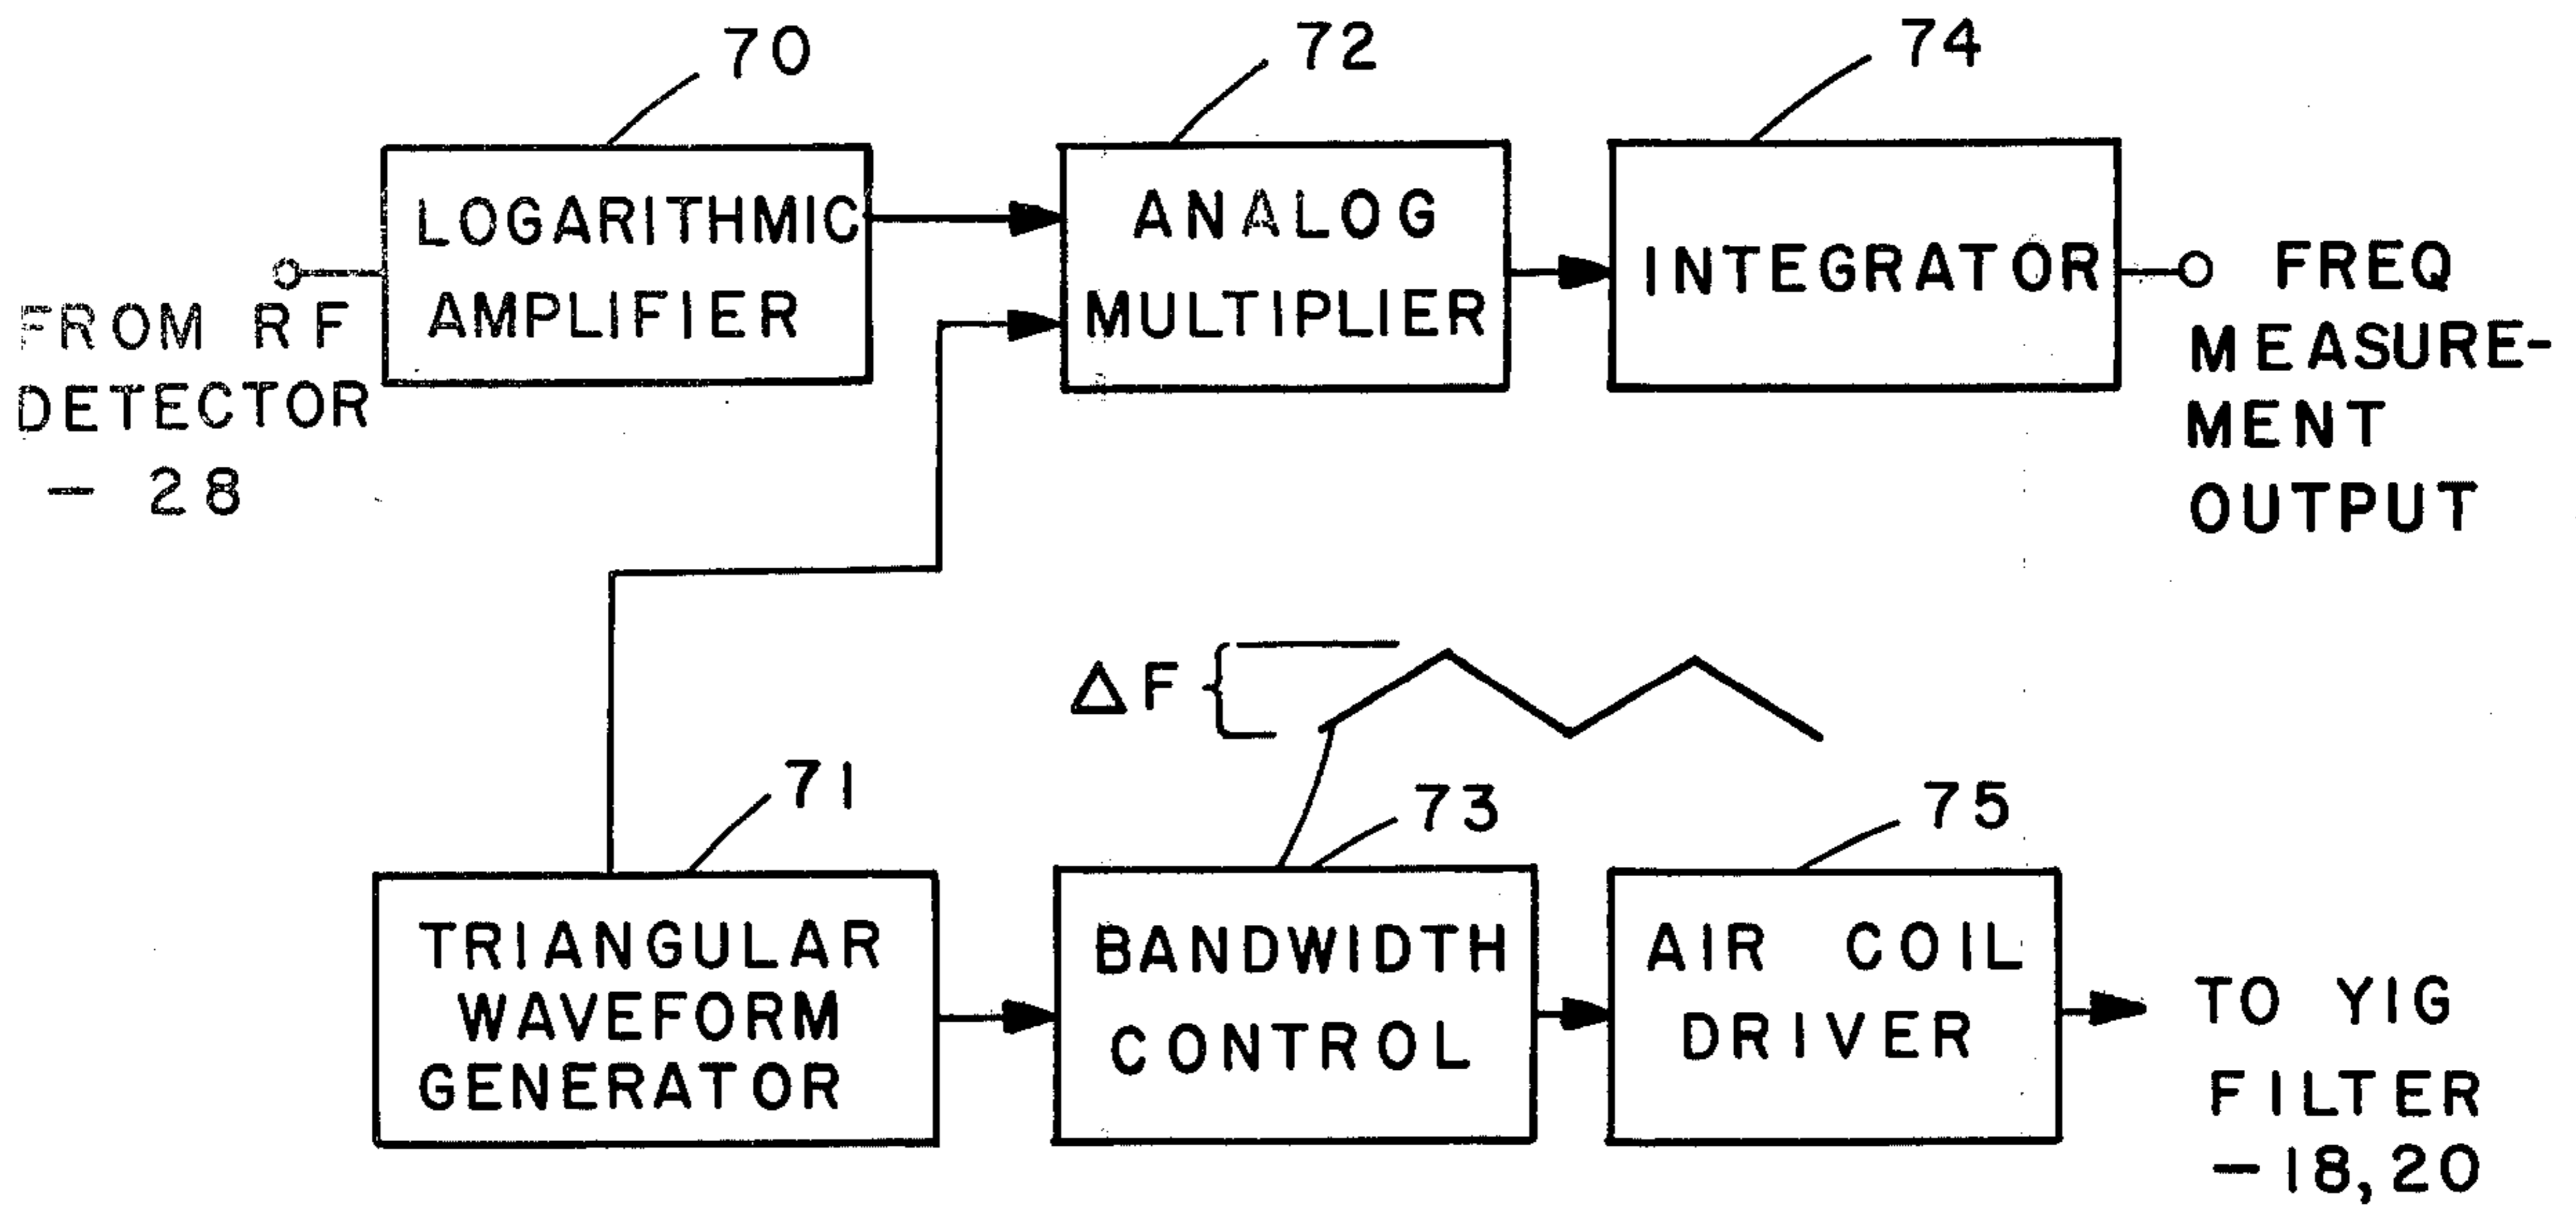 70
72
74
LOGARITHMIC
AMPLIFIER
ANALOG
MULTIPLIER
INTEGRATOR
FROM RF
DETECTOR
- 28
FREQ
MEASURE-
MENT
OUTPUT
ΔF
71
73
75
TRIANGULAR
WAVEFORM
GENERATOR
BANDWIDTH
CONTROL
AIR COIL
DRIVER
TO YIG
FILTER
-18,20